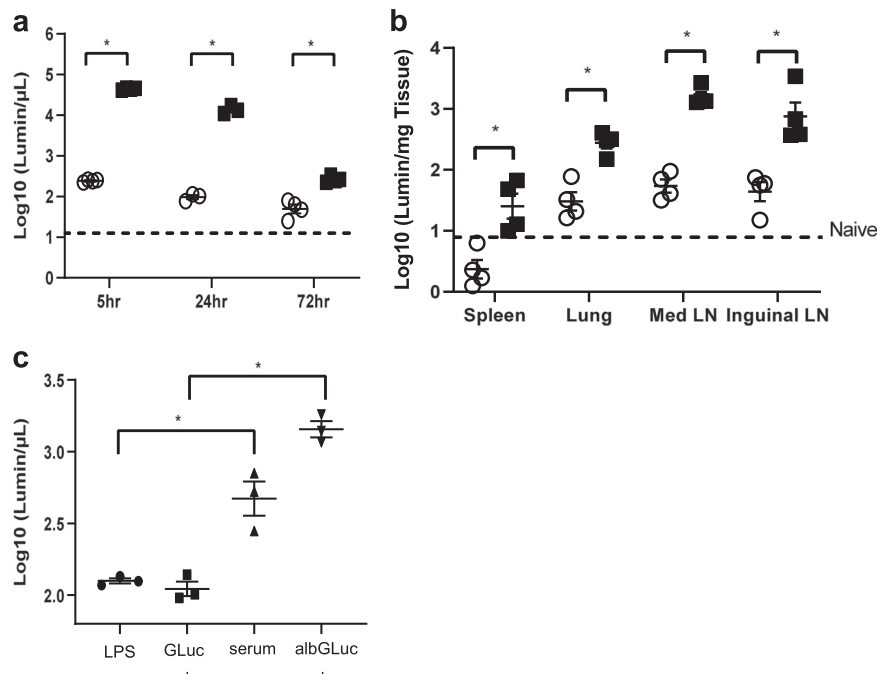 a
Log10 (Lumin/µL)
6
5
4
3
2
1
0
*
*
*
5hr
24hr
72hr
b
Log10 (Lumin/mg Tissue)
4
3
2
1
0
*
*
*
*
Naive
Spleen
Lung
Med LN
Inguinal LN
c
Log10 (Lumin/µL)
3.5
3.0
2.5
2.0
*
*
LPS
GLuc
serum
albGLuc